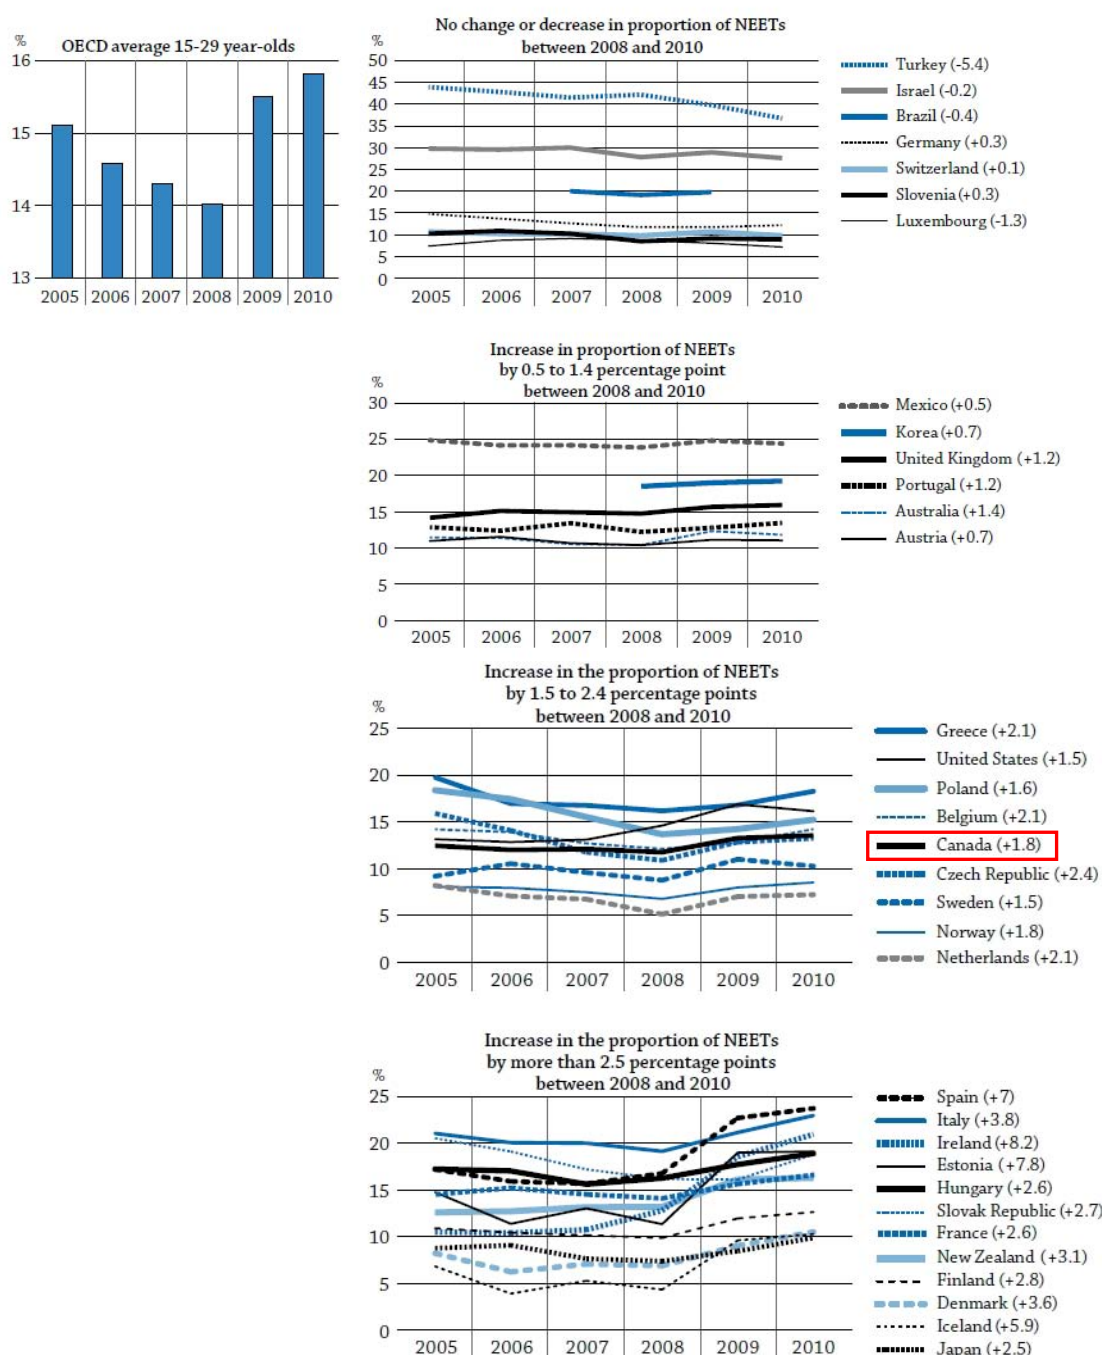 OECD average 15-29 year-olds
%
16
15
14
13
2005 2006 2007 2008 2009 2010
No change or decrease in proportion of NEETs
between 2008 and 2010
%
50
45
40
35
30
25
20
15
10
5
0
2005 2006 2007 2008 2009 2010
Turkey (-5.4)
Israel (-0.2)
Brazil (-0.4)
Germany (+0.3)
Switzerland (+0.1)
Slovenia (+0.3)
Luxembourg (-1.3)
Increase in proportion of NEETs
by 0.5 to 1.4 percentage point
between 2008 and 2010
%
30
25
20
15
10
5
0
2005 2006 2007 2008 2009 2010
Mexico (+0.5)
Korea (+0.7)
United Kingdom (+1.2)
Portugal (+1.2)
Australia (+1.4)
Austria (+0.7)
Increase in the proportion of NEETs
by 1.5 to 2.4 percentage points
between 2008 and 2010
%
25
20
15
10
5
0
2005 2006 2007 2008 2009 2010
Greece (+2.1)
United States (+1.5)
Poland (+1.6)
Belgium (+2.1)
Canada (+1.8)
Czech Republic (+2.4)
Sweden (+1.5)
Norway (+1.8)
Netherlands (+2.1)
Increase in the proportion of NEETs
by more than 2.5 percentage points
between 2008 and 2010
%
25
20
15
10
5
0
2005 2006 2007 2008 2009 2010
Spain (+7)
Italy (+3.8)
Ireland (+8.2)
Estonia (+7.8)
Hungary (+2.6)
Slovak Republic (+2.7)
France (+2.6)
New Zealand (+3.1)
Finland (+2.8)
Denmark (+3.6)
Iceland (+5.9)
Japan (+2.5)